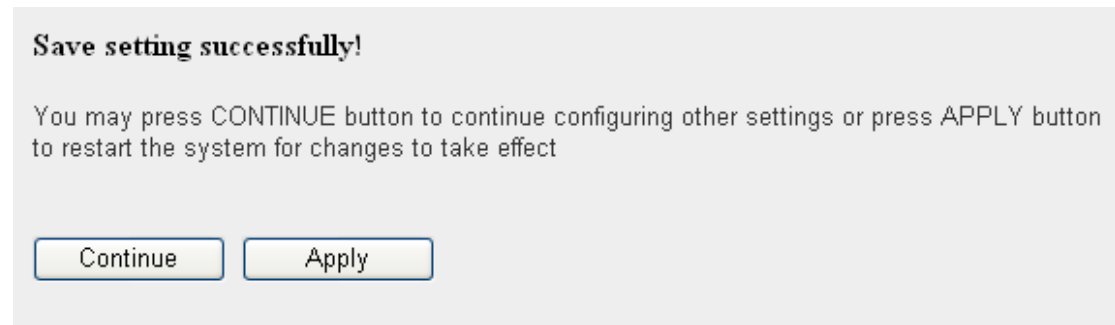 Save setting successfully!
You may press CONTINUE button to continue configuring other settings or press APPLY button
to restart the system for changes to take effect
Continue
Apply